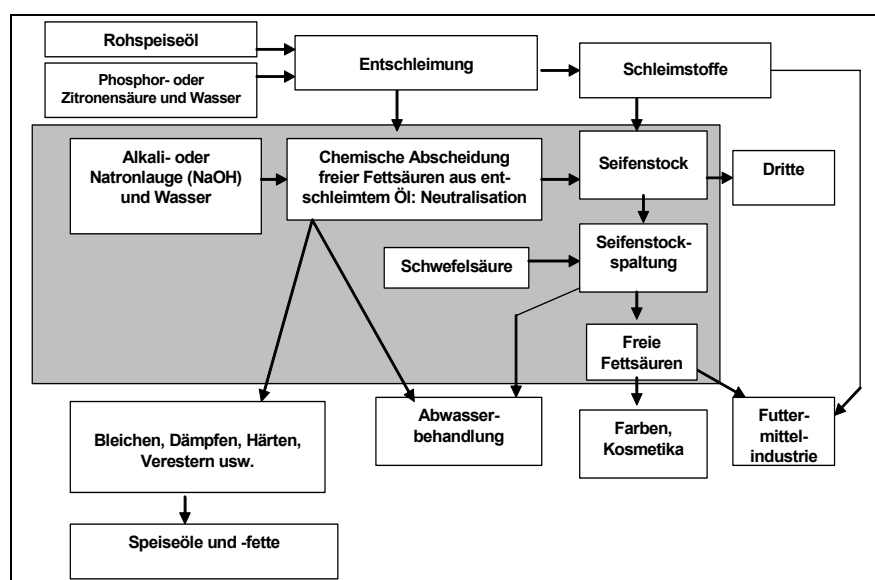 Rohspeiseöl
Phosphor- oder
Zitronensäure und Wasser
Entschleimung
Schleimstoffe
Alkali- oder
Natronlauge (NaOH)
und Wasser
Chemische Abscheidung
freier Fettsäuren aus ent-
schleimtem Öl: Neutralisation
Seifenstock
Dritte
Schwefelsäure
Seifenstock-
spaltung
Freie
Fettsäuren
Bleichen, Dämpfen, Härten,
Verestern usw.
Abwasser-
behandlung
Farben,
Kosmetika
Futter-
mittel-
industrie
Speiseöle und -fette